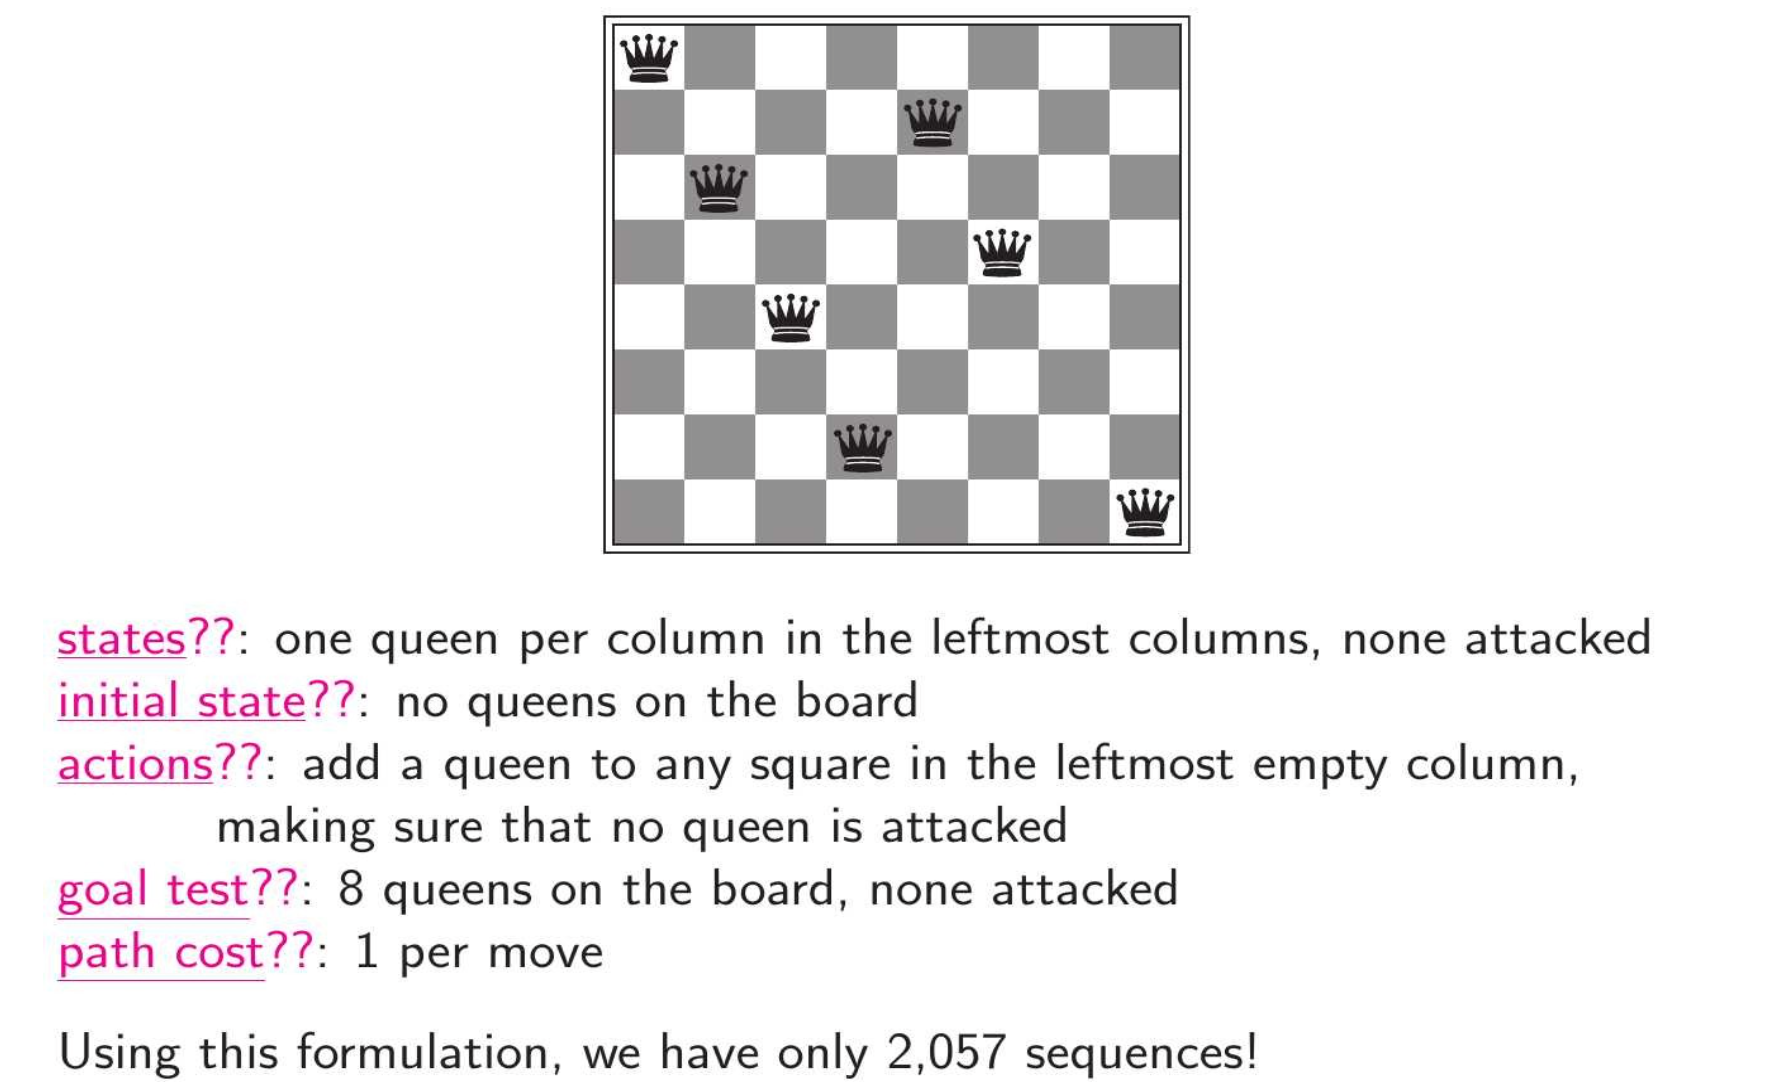 states??: one queen per column in the leftmost columns, none attacked
initial state??: no queens on the board
actions??: add a queen to any square in the leftmost empty column,
making sure that no queen is attacked
goal test??: 8 queens on the board, none attacked
path cost??: 1 per move
Using this formulation, we have only 2,057 sequences!